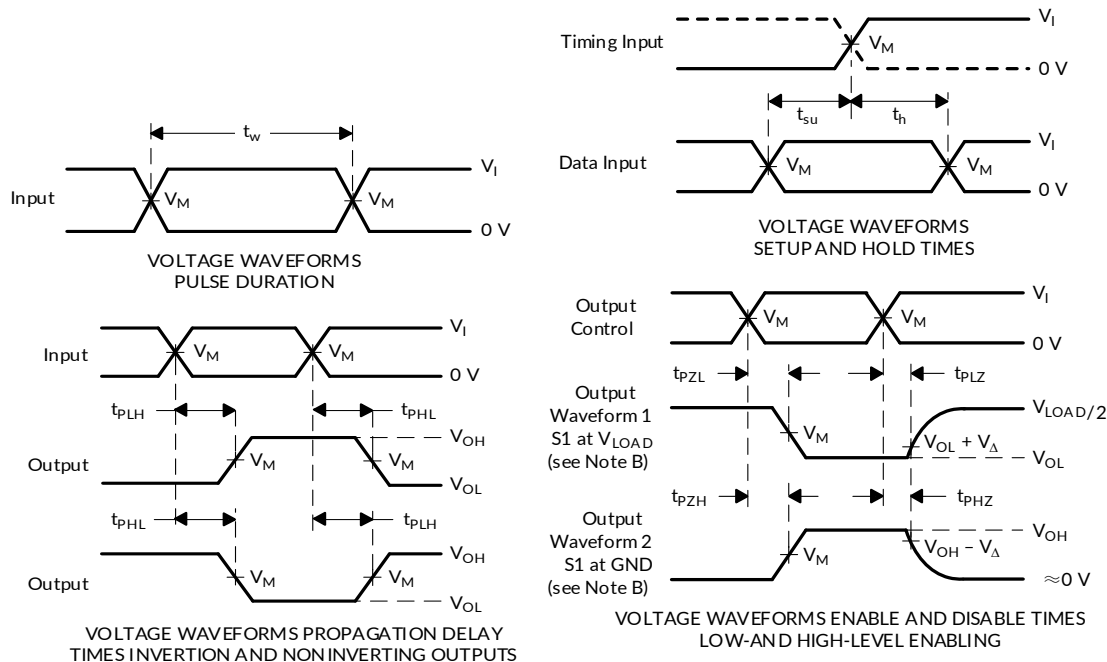 t_w
Input
V_I
V_M
V_M
0 V
VOLTAGE WAVEFORMS
PULSE DURATION
Timing Input
V_I
V_M
0 V
t_su
t_h
Data Input
V_I
V_M
V_M
0 V
VOLTAGE WAVEFORMS
SETUP AND HOLD TIMES
Input
V_I
V_M
V_M
0 V
t_PLH
t_PHL
Output
V_OH
V_M
V_M
V_OL
t_PHL
t_PLH
Output
V_OH
V_M
V_M
V_OL
VOLTAGE WAVEFORMS PROPAGATION DELAY
TIMES INVERTION AND NONINVERTING OUTPUTS
Output
Control
V_I
V_M
V_M
0 V
t_PZL
t_PLZ
Output
Waveform 1
S1 at V_LOAD
(see Note B)
V_LOAD/2
V_M
V_OL + V_Δ
V_OL
t_PZH
t_PHZ
Output
Waveform 2
S1 at GND
(see Note B)
V_OH
V_M
V_OH − V_Δ
≈0 V
VOLTAGE WAVEFORMS ENABLE AND DISABLE TIMES
LOW-AND HIGH-LEVEL ENABLING